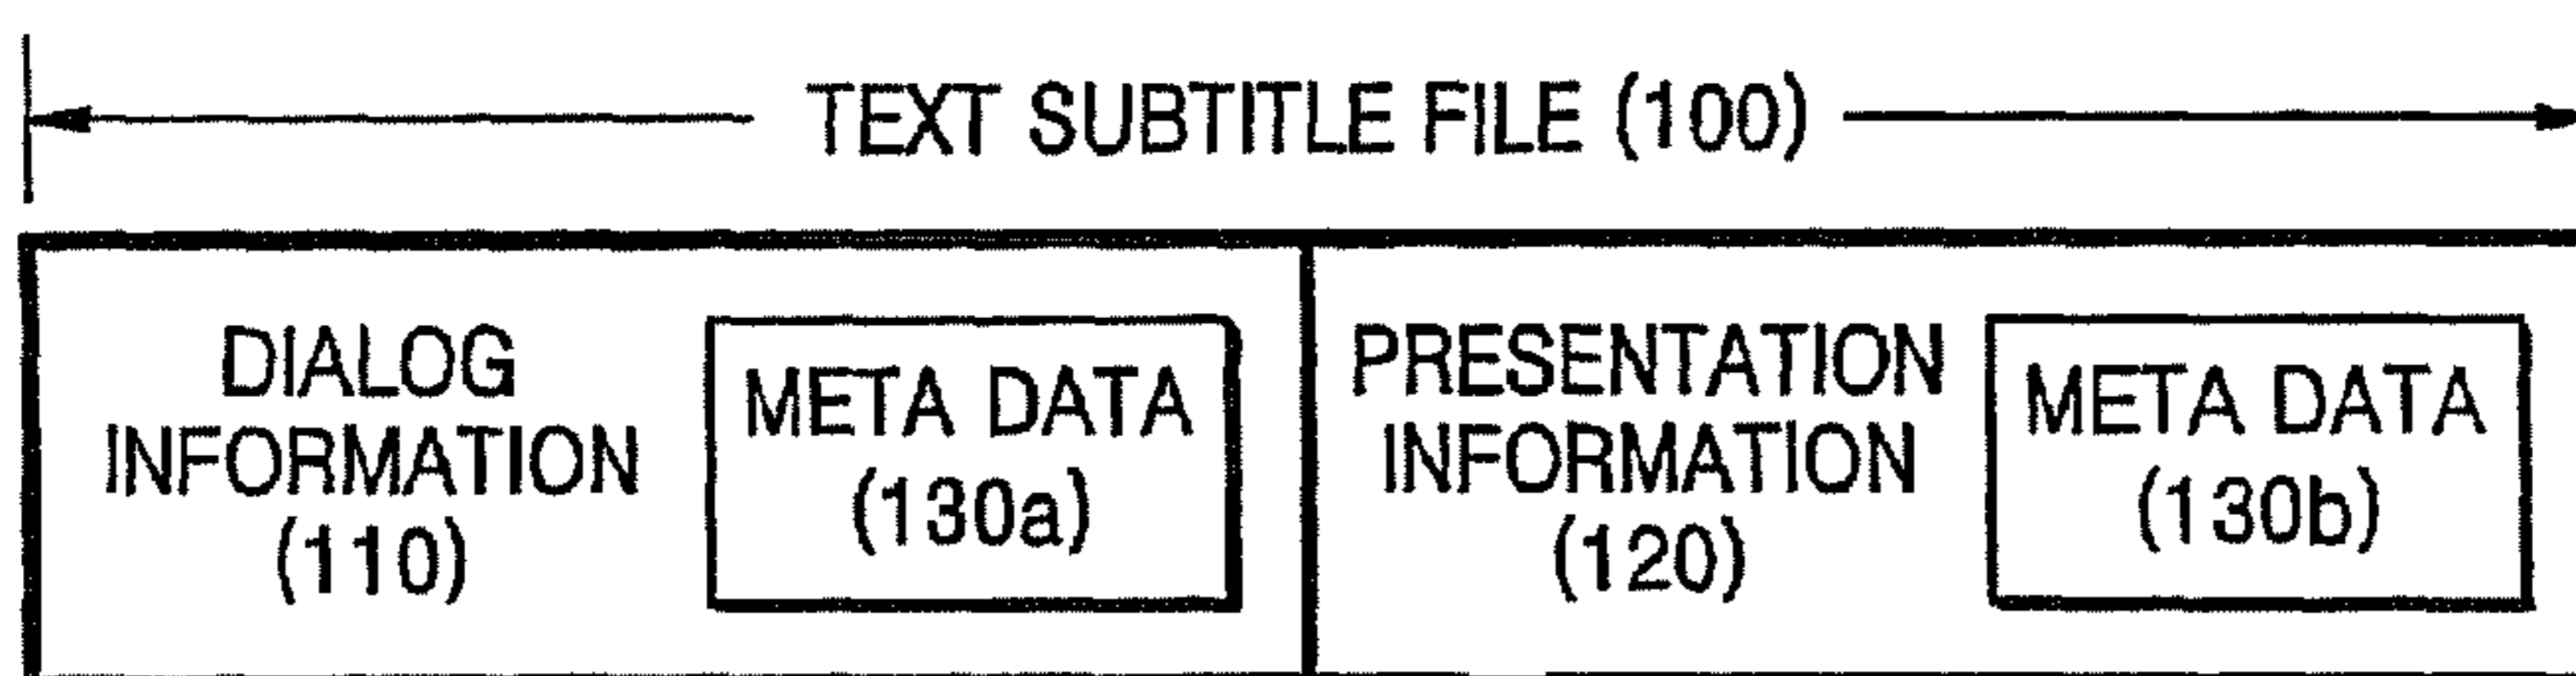 TEXT SUBTITLE FILE (100)
DIALOG
INFORMATION
(110)
META DATA
(130a)
PRESENTATION
INFORMATION
(120)
META DATA
(130b)